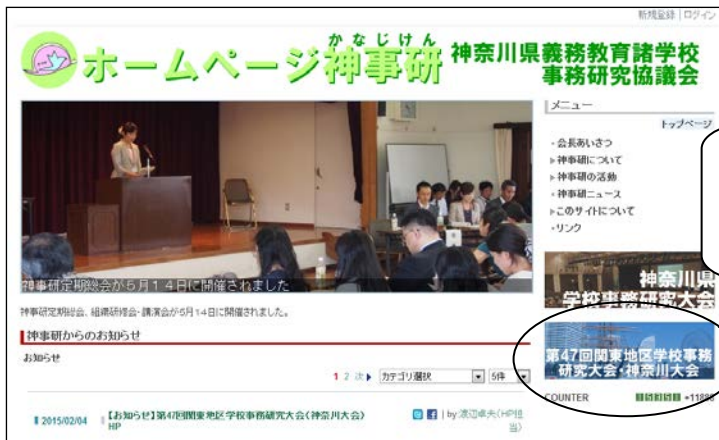 新規登録 | ログイン
かなじけん
ホームページ神事研
神奈川県義務教育諸学校
事務研究協議会
神事研定期総会が５月１４日に開催されました
神事研定期総会、組織研修会・講演会が5月14日に開催されました。
神事研からのお知らせ
お知らせ
1 2 次 カテゴリ選択 5件
2015/02/04 【お知らせ】第47回関東地区学校事務研究大会(神奈川大会)
HP
by:渡辺卓夫(HP担
当)
メニュー
トップページ
会長あいさつ
神事研について
神事研の活動
神事研ニュース
このサイトについて
リンク
神奈川県
学校事務研究大会
第47回関東地区学校事務
研究大会・神奈川大会
COUNTER